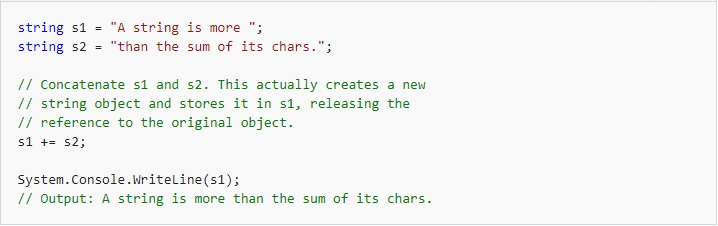 string s1 = "A string is more ";
string s2 = "than the sum of its chars.";
// Concatenate s1 and s2. This actually creates a new
// string object and stores it in s1, releasing the
// reference to the original object.
s1 += s2;
System.Console.WriteLine(s1);
// Output: A string is more than the sum of its chars.